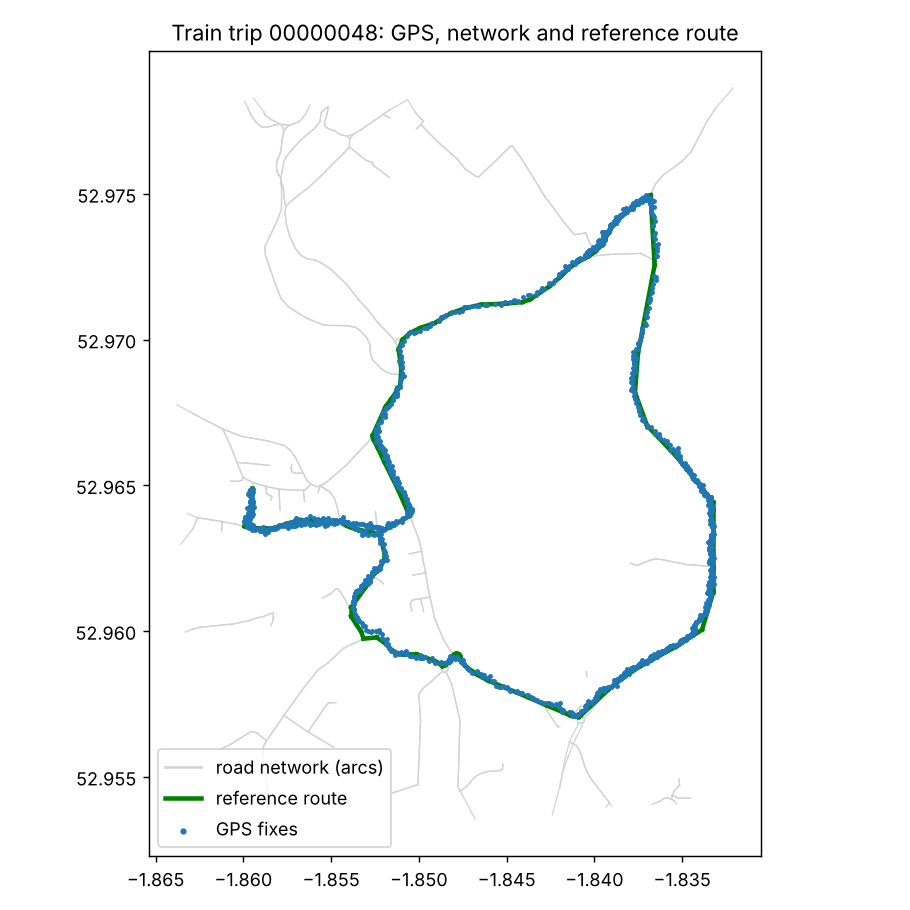 Train trip 00000048: GPS, network and reference route
52.975
52.970
52.965
52.960
52.955
road network (arcs)
reference route
GPS fixes
−1.865 −1.860 −1.855 −1.850 −1.845 −1.840 −1.835